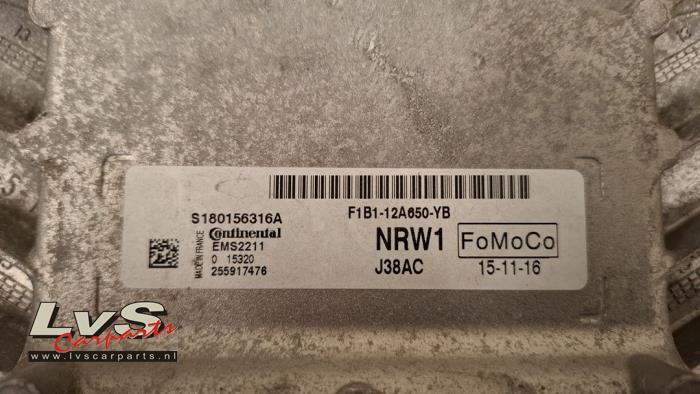 S180156316A
Continental
EMS2211
0 15320
255917476
MADE IN FRANCE
F1B1-12A650-YB
NRW1
FoMoCo
J38AC
15-11-16
LvS
Carparts
www.lvscarparts.nl